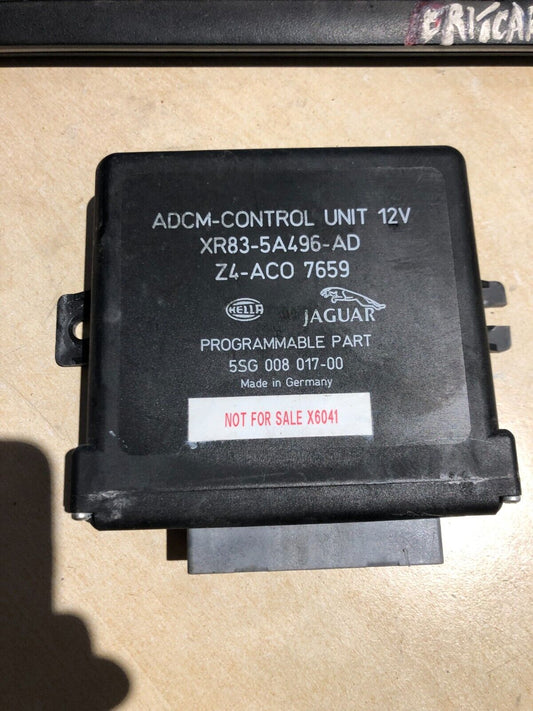 BRITCAR
ADCM-CONTROL UNIT 12V
XR83-5A496-AD
Z4-ACO 7659
HELLA JAGUAR
PROGRAMMABLE PART
5SG 008 017-00
Made in Germany
NOT FOR SALE X6041